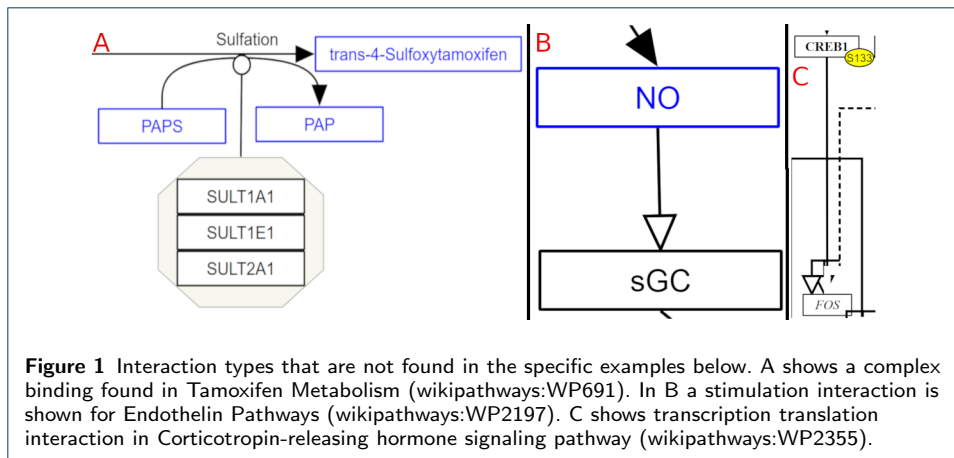 A
Sulfation
trans-4-Sulfoxytamoxifen
PAPS
PAP
SULT1A1
SULT1E1
SULT2A1
B
NO
sGC
CREB1
S133
C
FOS
Figure 1 Interaction types that are not found in the specific examples below. A shows a complex
binding found in Tamoxifen Metabolism (wikipathways:WP691). In B a stimulation interaction is
shown for Endothelin Pathways (wikipathways:WP2197). C shows transcription translation
interaction in Corticotropin-releasing hormone signaling pathway (wikipathways:WP2355).